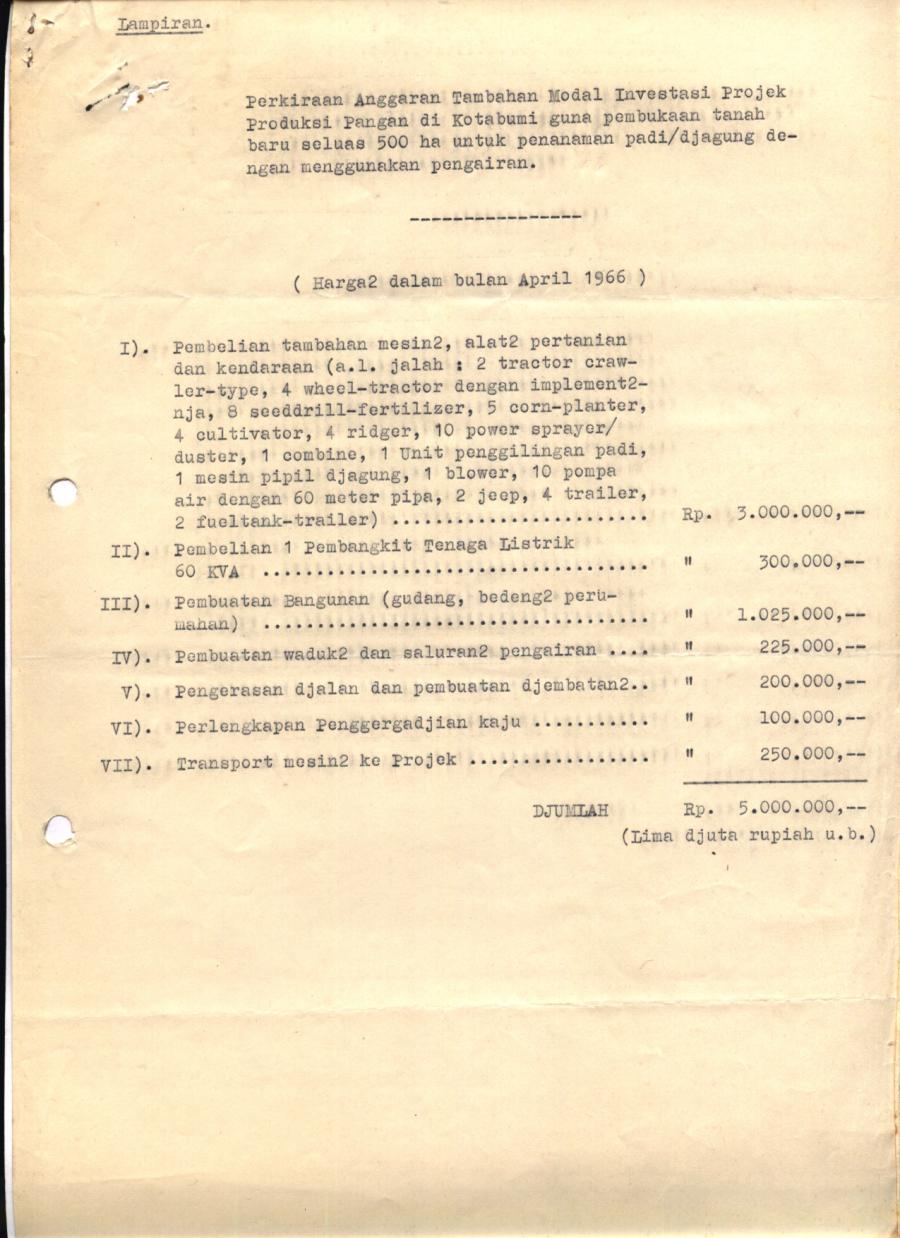 Lampiran.
Perkiraan Anggaran Tambahan Modal Investasi Projek
Produksi Pangan di Kotabumi guna pembukaan tanah
baru seluas 500 ha untuk penanaman padi/djagung de-
ngan menggunakan pengairan.
----------------
( Harga2 dalam bulan April 1966 )
I). Pembelian tambahan mesin2, alat2 pertanian
dan kendaraan (a.l. jalah : 2 tractor craw-
ler-type, 4 wheel-tractor dengan implement2-
nja, 8 seeddrill-fertilizer, 5 corn-planter,
4 cultivator, 4 ridger, 10 power sprayer/
duster, 1 combine, 1 Unit penggilingan padi,
1 mesin pipil djagung, 1 blower, 10 pompa
air dengan 60 meter pipa, 2 jeep, 4 trailer,
2 fueltank-trailer) ........................ Rp. 3.000.000,--
II). Pembelian 1 Pembangkit Tenaga Listrik
60 KVA .................................... " 300.000,--
III). Pembuatan Bangunan (gudang, bedeng2 peru-
mahan) .................................... " 1.025.000,--
IV). Pembuatan waduk2 dan saluran2 pengairan .... " 225.000,--
V). Pengerasan djalan dan pembuatan djembatan2.. " 200.000,--
VI). Perlengkapan Penggergadjian kaju ........... " 100.000,--
VII). Transport mesin2 ke Projek ................. " 250.000,--
DJUMLAH Rp. 5.000.000,--
(Lima djuta rupiah u.b.)